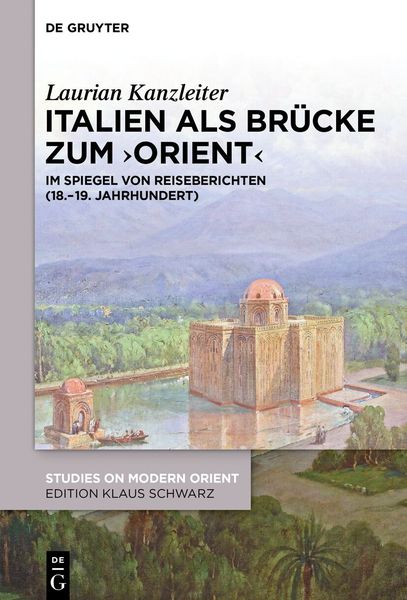 DE GRUYTER
Laurian Kanzleiter
ITALIEN ALS BRÜCKE
ZUM ›ORIENT‹
IM SPIEGEL VON REISEBERICHTEN
(18.–19. JAHRHUNDERT)
STUDIES ON MODERN ORIENT
EDITION KLAUS SCHWARZ
DE
G